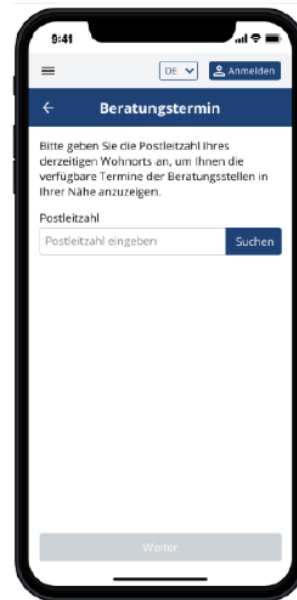 9:41
DE
Anmelden
Beratungstermin
Bitte geben Sie die Postleitzahl Ihres
derzeitigen Wohnorts an, um Ihnen die
verfügbare Termine der Beratungsstellen in
Ihrer Nähe anzuzeigen.
Postleitzahl
Postleitzahl eingeben
Suchen
Weiter